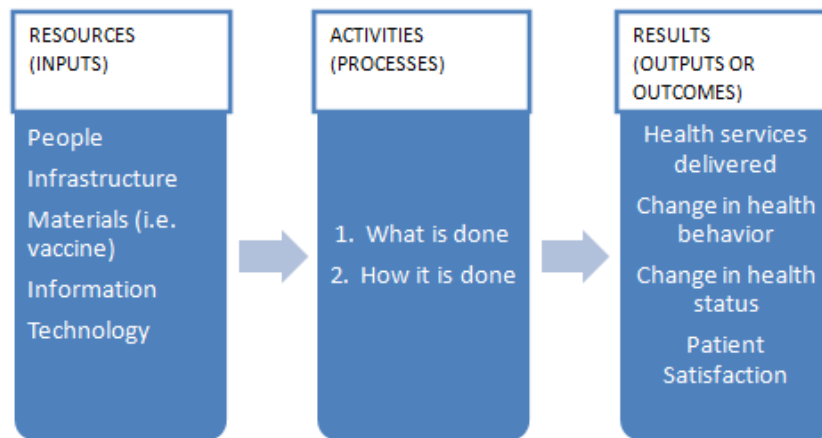 RESOURCES
(INPUTS)
People
Infrastructure
Materials (i.e.
vaccine)
Information
Technology
ACTIVITIES
(PROCESSES)
1. What is done
2. How it is done
RESULTS
(OUTPUTS OR
OUTCOMES)
Health services
delivered
Change in health
behavior
Change in health
status
Patient
Satisfaction